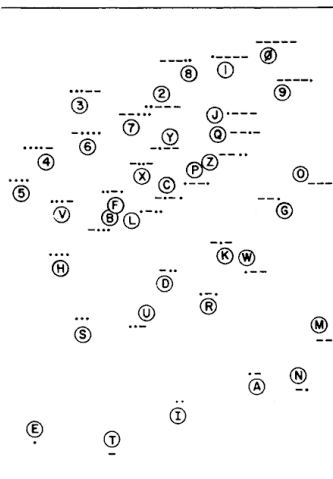 -----
Ø
.----
1
---..
8
----.
9
..---
2
...--
3
--...
7
J .---
-....
6
Y
-.--
Q --.-
....-
4
Z --..
P
.--.
-..-
X
C
-.-.
O
---
.....
5
...-
V
..-.
F
B
-...
L .-..
--.
G
....
H
-.-
K
W
.--
-..
D
.-.
R
U
..-
...
S
M
--
.-
A
N
-.
..
I
E
.
T
-